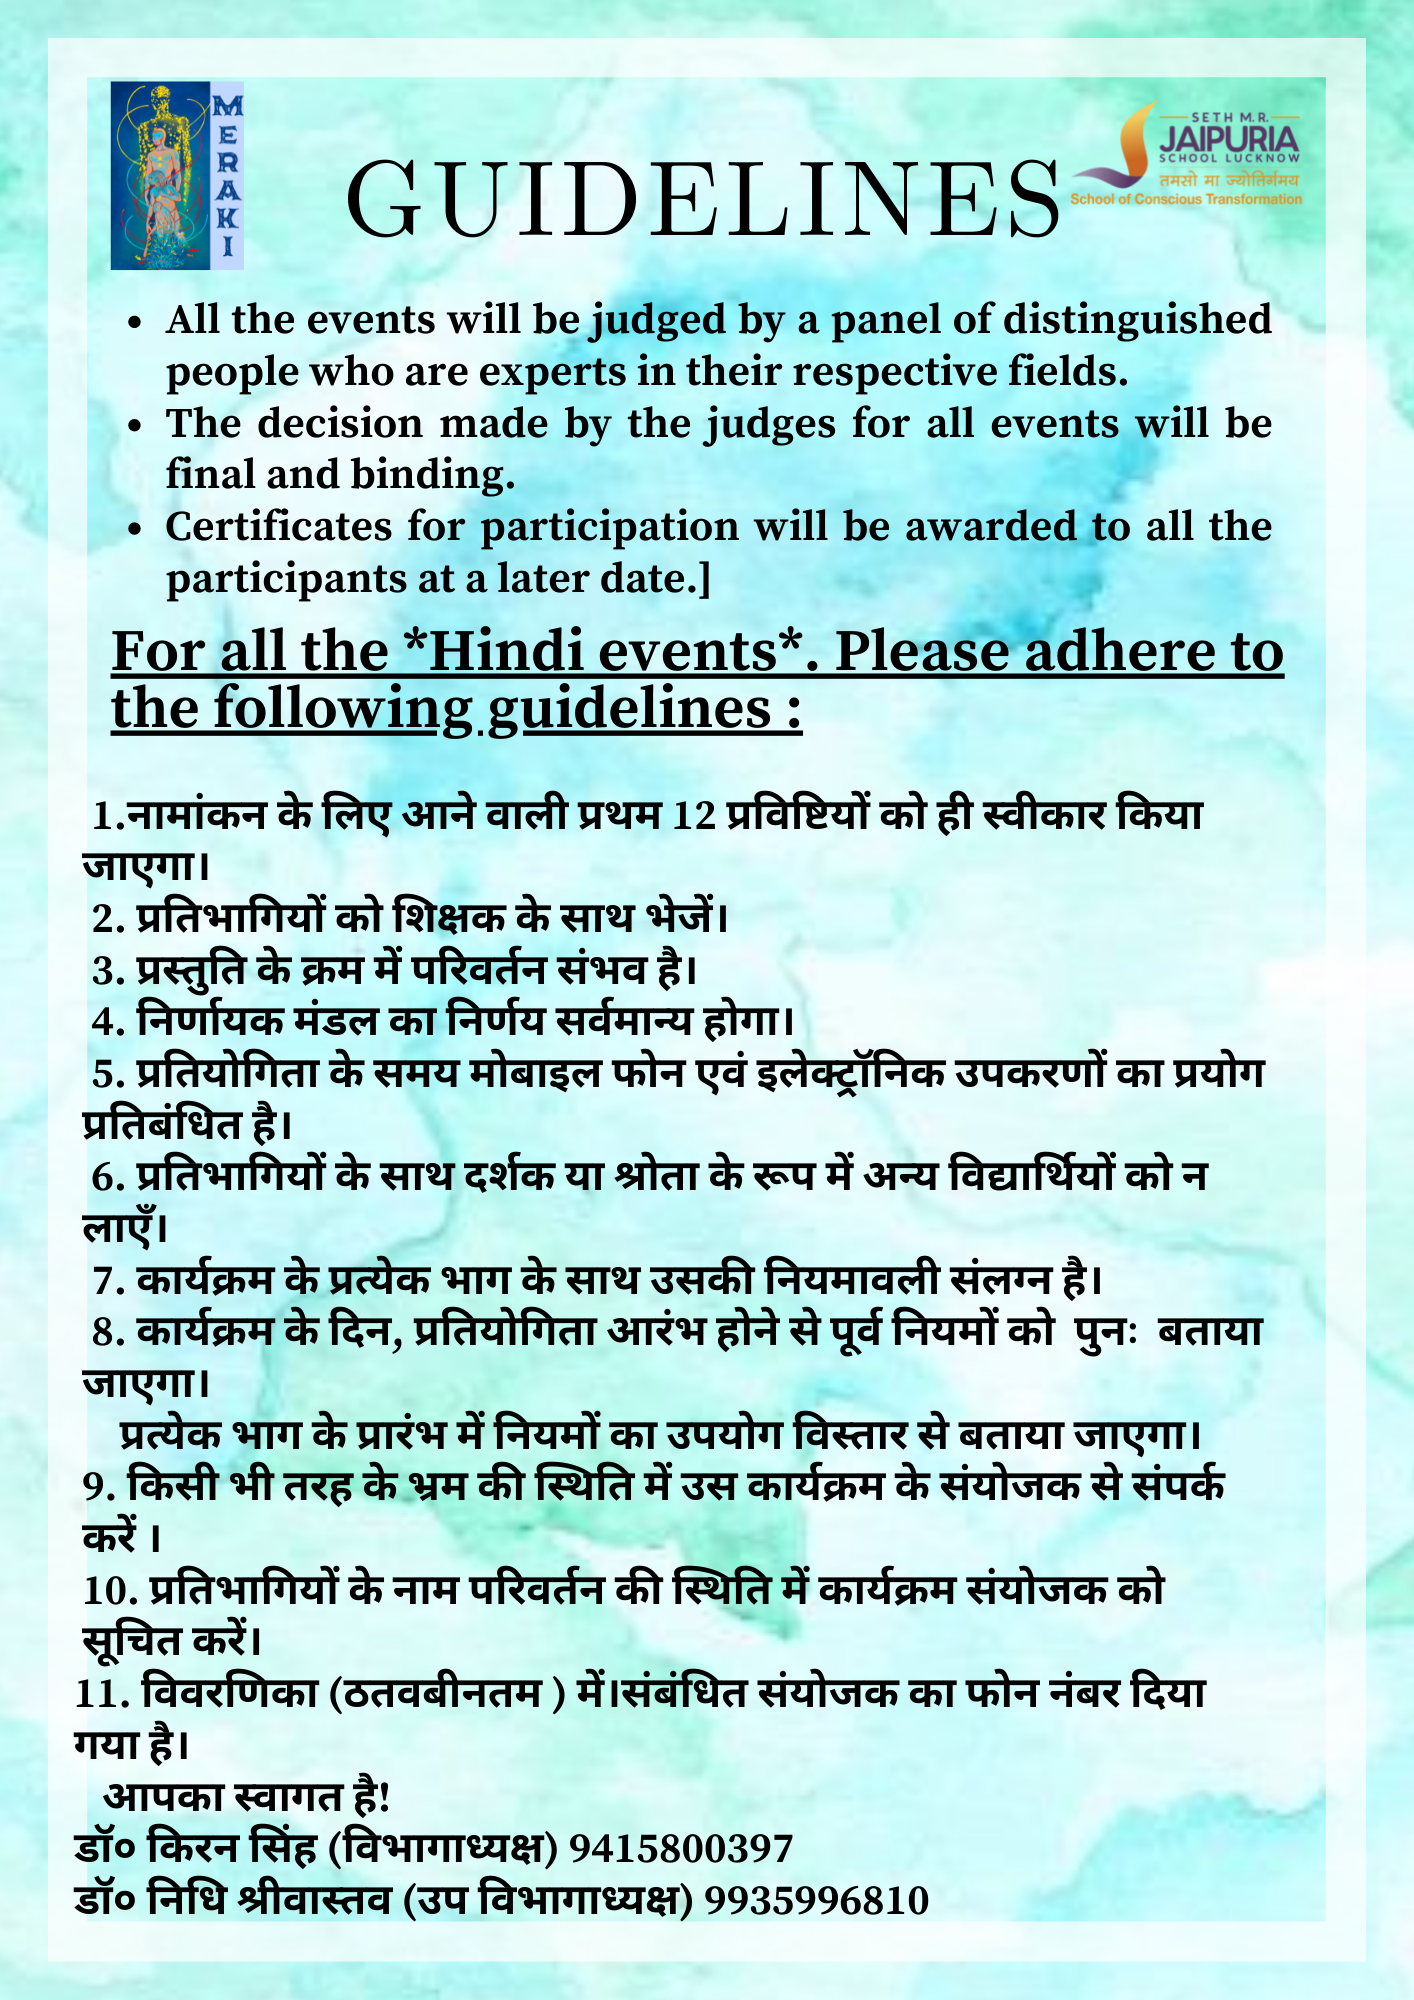 MERAKI
SETH M.R.
JAIPURIA
SCHOOL LUCKNOW
तमसो मा ज्योतिर्गमय
School of Conscious Transformation
GUIDELINES
• All the events will be judged by a panel of distinguished
people who are experts in their respective fields.
• The decision made by the judges for all events will be
final and binding.
• Certificates for participation will be awarded to all the
participants at a later date.]
For all the *Hindi events*. Please adhere to
the following guidelines :
1.नामांकन के लिए आने वाली प्रथम 12 प्रविष्टियों को ही स्वीकार किया
जाएगा।
2. प्रतिभागियों को शिक्षक के साथ भेजें।
3. प्रस्तुति के क्रम में परिवर्तन संभव है।
4. निर्णायक मंडल का निर्णय सर्वमान्य होगा।
5. प्रतियोगिता के समय मोबाइल फोन एवं इलेक्ट्रॉनिक उपकरणों का प्रयोग
प्रतिबंधित है।
6. प्रतिभागियों के साथ दर्शक या श्रोता के रूप में अन्य विद्यार्थियों को न
लाएँ।
7. कार्यक्रम के प्रत्येक भाग के साथ उसकी नियमावली संलग्न है।
8. कार्यक्रम के दिन, प्रतियोगिता आरंभ होने से पूर्व नियमों को पुनः बताया
जाएगा।
प्रत्येक भाग के प्रारंभ में नियमों का उपयोग विस्तार से बताया जाएगा।
9. किसी भी तरह के भ्रम की स्थिति में उस कार्यक्रम के संयोजक से संपर्क
करें ।
10. प्रतिभागियों के नाम परिवर्तन की स्थिति में कार्यक्रम संयोजक को
सूचित करें।
11. विवरणिका (ठतवबीनतम ) में।संबंधित संयोजक का फोन नंबर दिया
गया है।
आपका स्वागत है!
डॉ० किरन सिंह (विभागाध्यक्ष) 9415800397
डॉ० निधि श्रीवास्तव (उप विभागाध्यक्ष) 9935996810